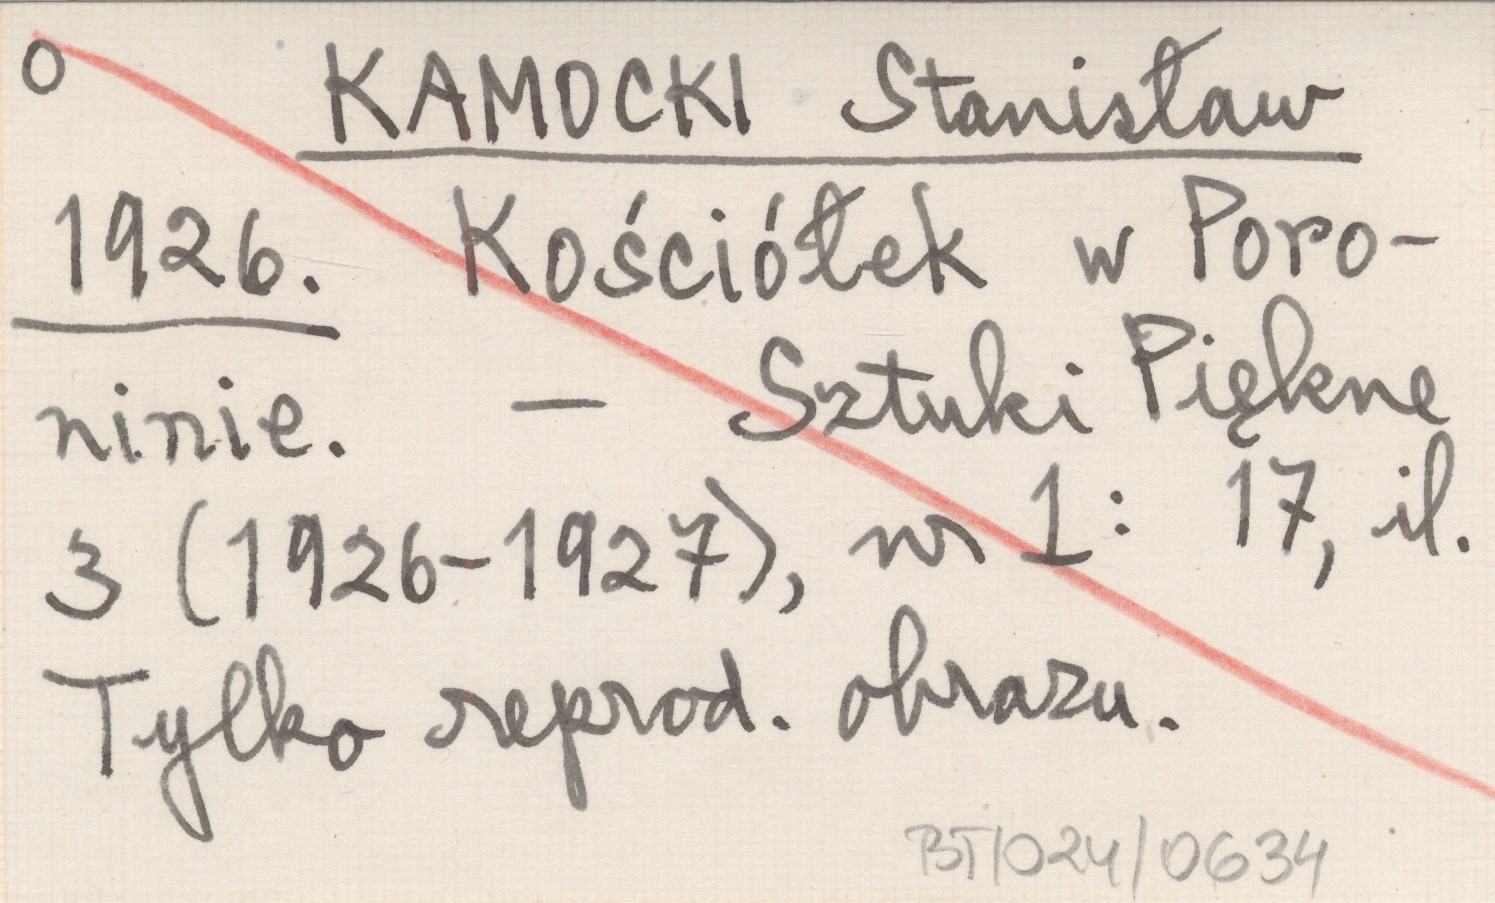 O KAMOCKI Stanisław
1926. Kościółek w Poro-
ninie. — Sztuki Piękne
3 (1926-1927), nr 1: 17, il.
Tylko reprod. obrazu.
BT/024/0634